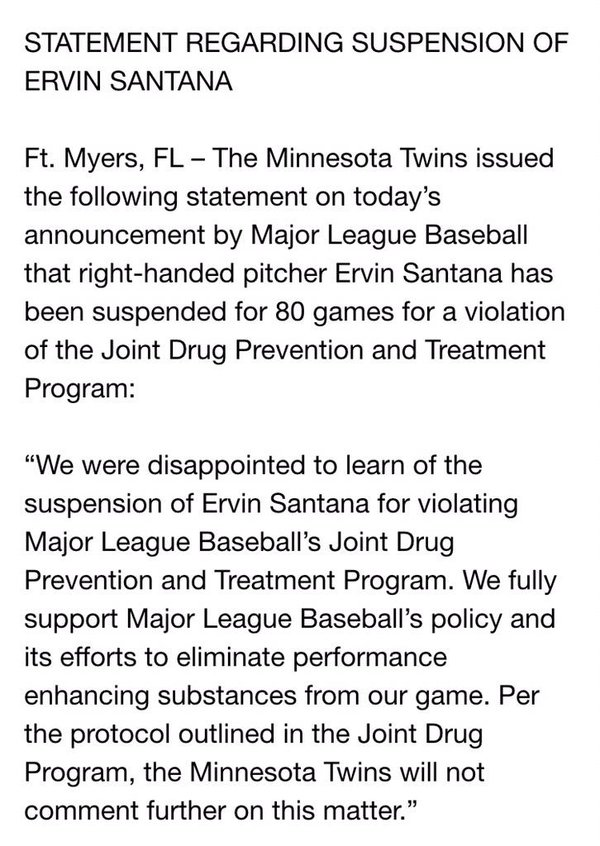 STATEMENT REGARDING SUSPENSION OF
ERVIN SANTANA
Ft. Myers, FL – The Minnesota Twins issued
the following statement on today’s
announcement by Major League Baseball
that right-handed pitcher Ervin Santana has
been suspended for 80 games for a violation
of the Joint Drug Prevention and Treatment
Program:
“We were disappointed to learn of the
suspension of Ervin Santana for violating
Major League Baseball’s Joint Drug
Prevention and Treatment Program. We fully
support Major League Baseball’s policy and
its efforts to eliminate performance
enhancing substances from our game. Per
the protocol outlined in the Joint Drug
Program, the Minnesota Twins will not
comment further on this matter.”